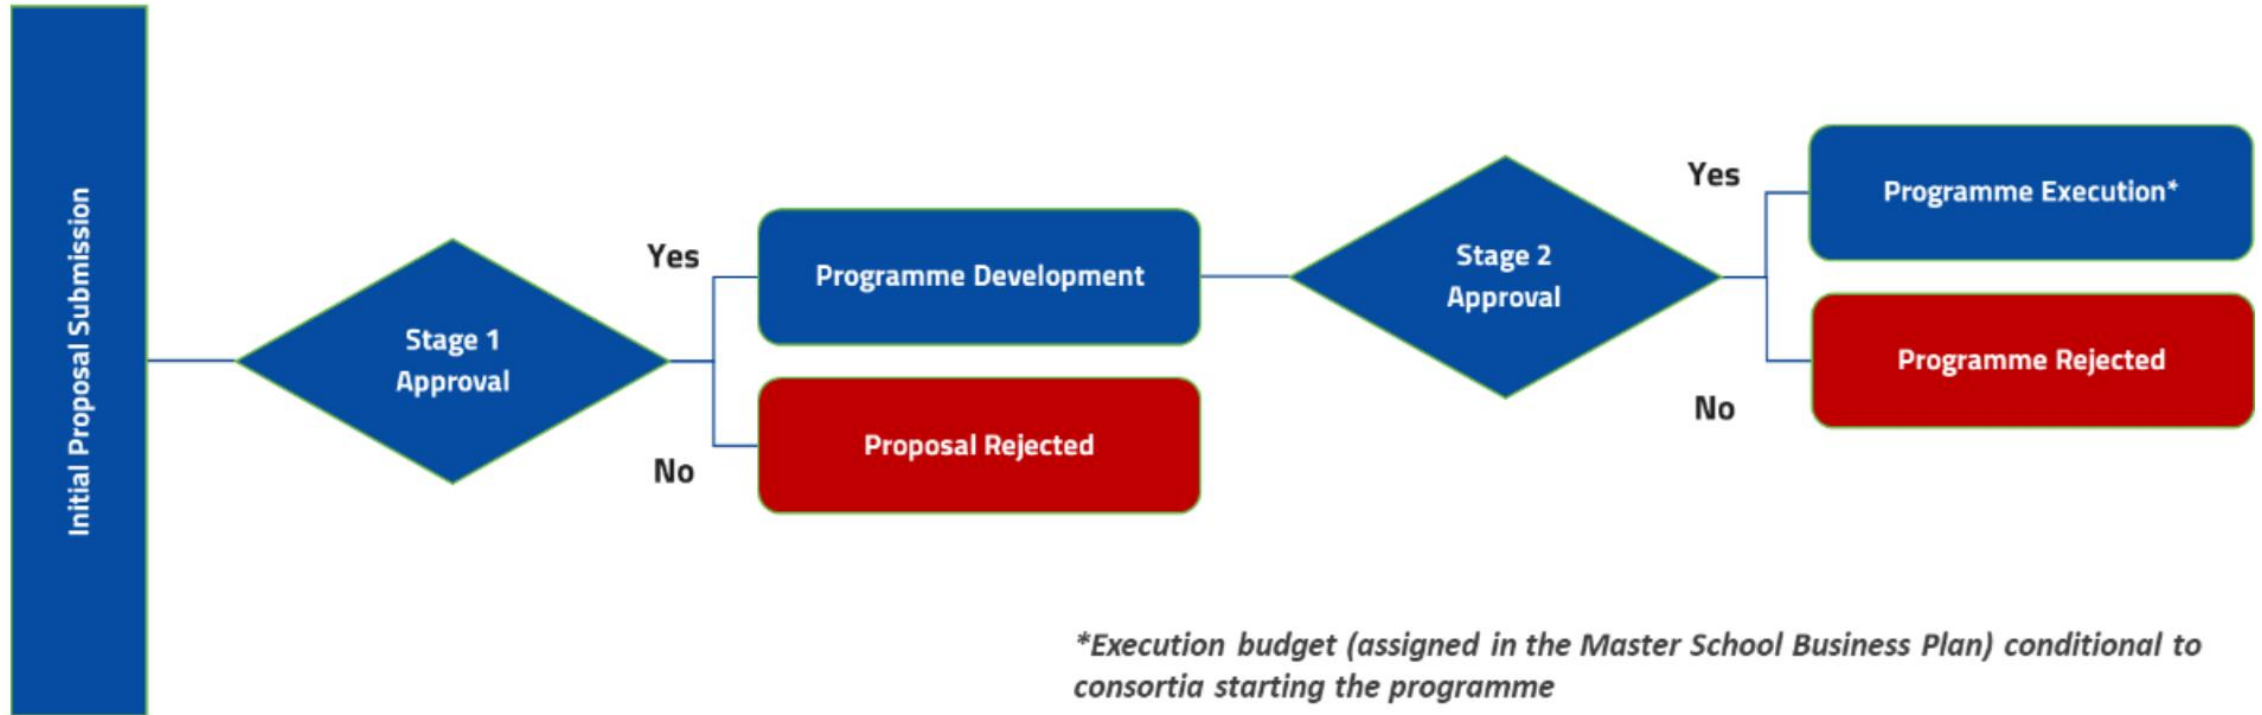 Initial Proposal Submission
Stage 1
Approval
Yes
No
Programme Development
Proposal Rejected
Stage 2
Approval
Yes
No
Programme Execution*
Programme Rejected
*Execution budget (assigned in the Master School Business Plan) conditional to
consortia starting the programme